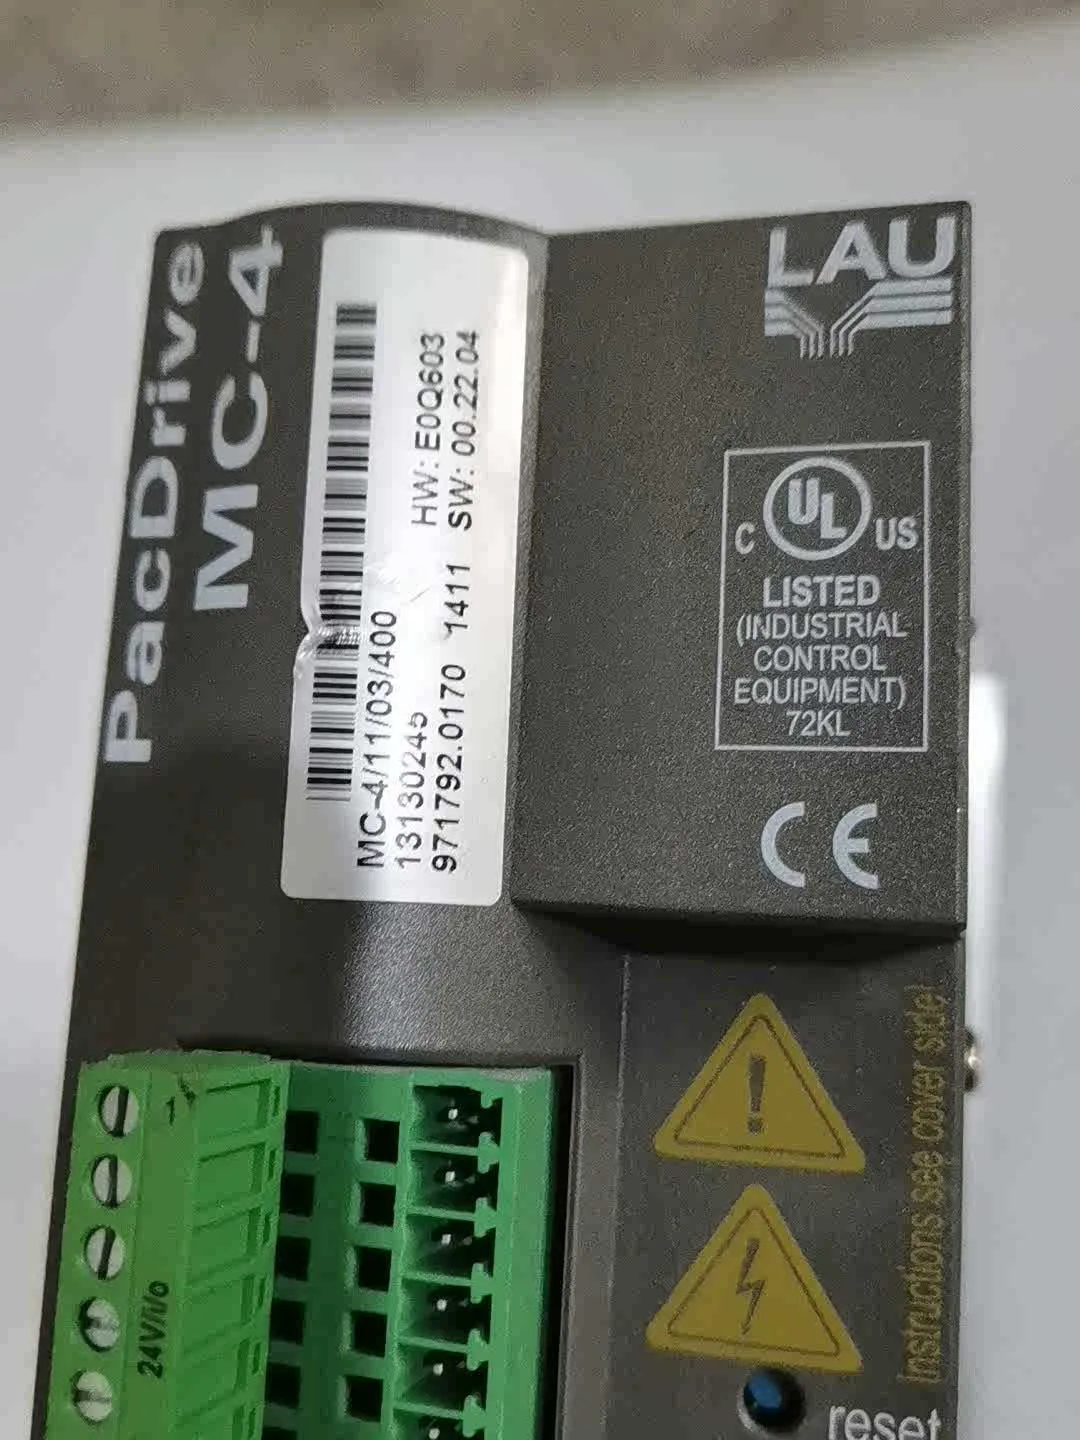 PacDrive
MC-4
MC-4/11/03/400
13130245 HW: E0Q603
971792.0170 1411 SW: 00.22.04
LAU
C UL US
LISTED
(INDUSTRIAL
CONTROL
EQUIPMENT)
72KL
CE
!
Instructions see cover side!
reset
1
24V/i/o